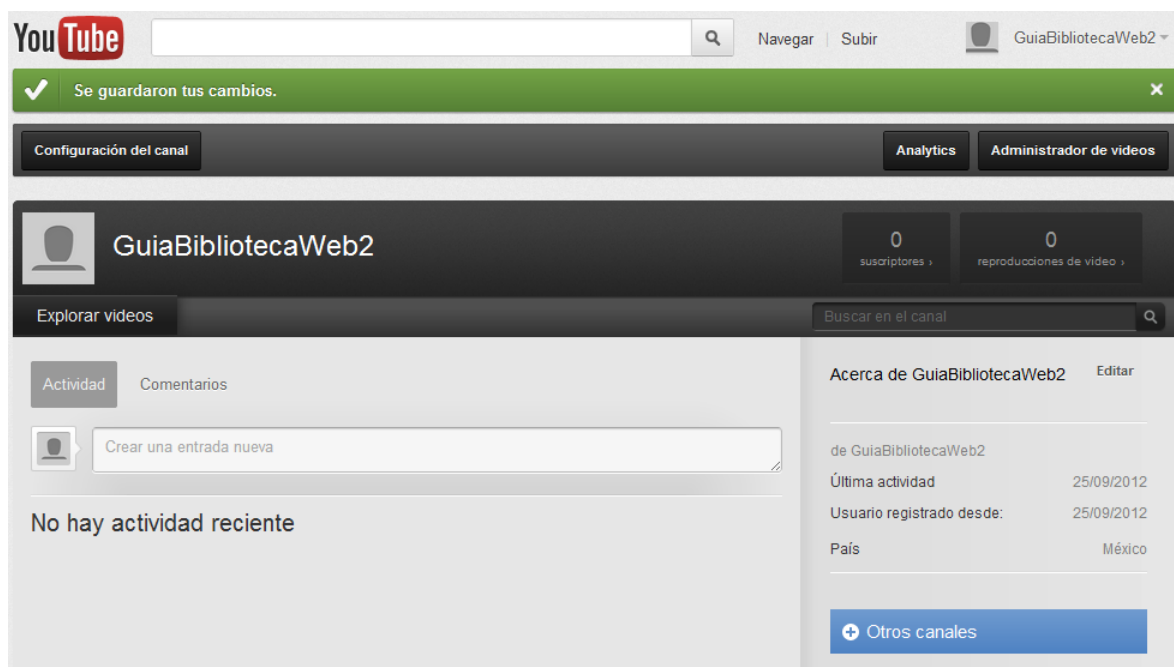 YouTube
Navegar | Subir GuiaBibliotecaWeb2
Se guardaron tus cambios.
Configuración del canal Analytics Administrador de videos
GuiaBibliotecaWeb2
0 suscriptores › 0 reproducciones de video ›
Explorar videos Buscar en el canal
Actividad Comentarios
Crear una entrada nueva
No hay actividad reciente
Acerca de GuiaBibliotecaWeb2 Editar
de GuiaBibliotecaWeb2
Última actividad 25/09/2012
Usuario registrado desde: 25/09/2012
País México
Otros canales